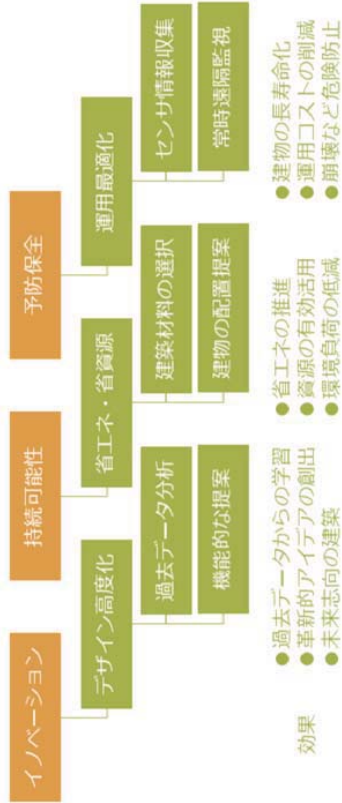 イノベーション
持続可能性
予防保全
デザイン高度化
省エネ・省資源
運用最適化
過去データ分析
機能的な提案
建築材料の選択
建物の配置提案
センサ情報収集
常時遠隔監視
効果
●過去データからの学習
●革新的アイデアの創出
●未来志向の建築
●省エネの推進
●資源の有効活用
●環境負荷の低減
●建物の長寿命化
●運用コストの削減
●崩壊など危険防止